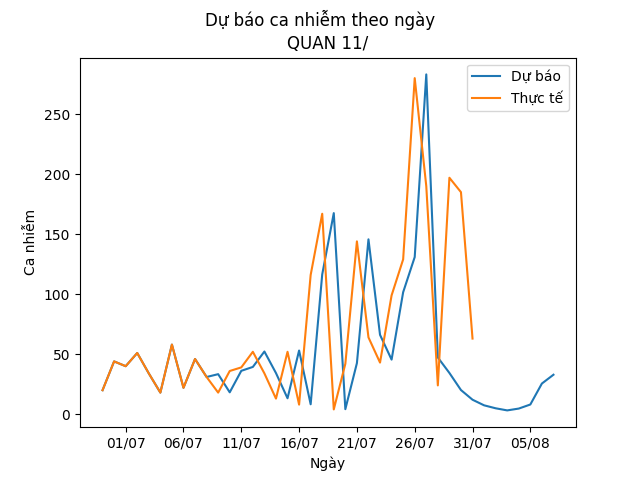 Dự báo ca nhiễm theo ngày
QUAN 11/
Dự báo
Thực tế
Ca nhiễm
250
200
150
100
50
0
01/07 06/07 11/07 16/07 21/07 26/07 31/07 05/08
Ngày